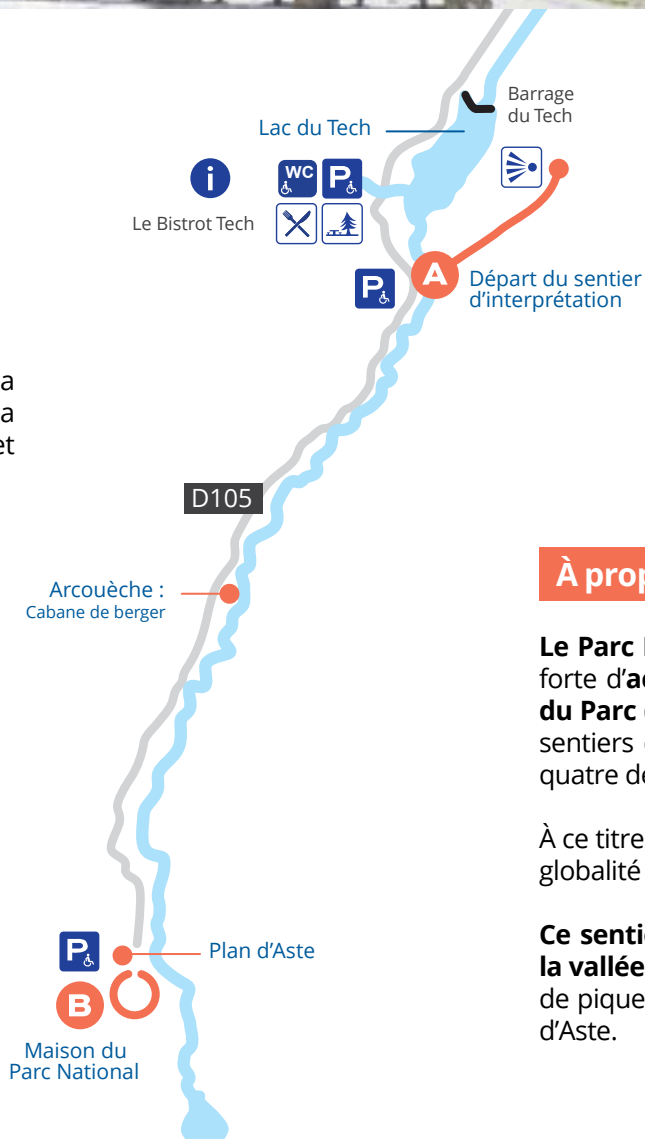 Barrage
du Tech
Lac du Tech
i
WC
P
Le Bistrot Tech
A
P
Départ du sentier
d’interprétation
a
a
et
D105
Arcouèche :
Cabane de berger
À prop
Le Parc
forte d’a
du Parc
sentiers
quatre de
À ce titre
globalité
Ce senti
la vallée
de pique
d’Aste.
P
Plan d’Aste
B
Maison du
Parc National